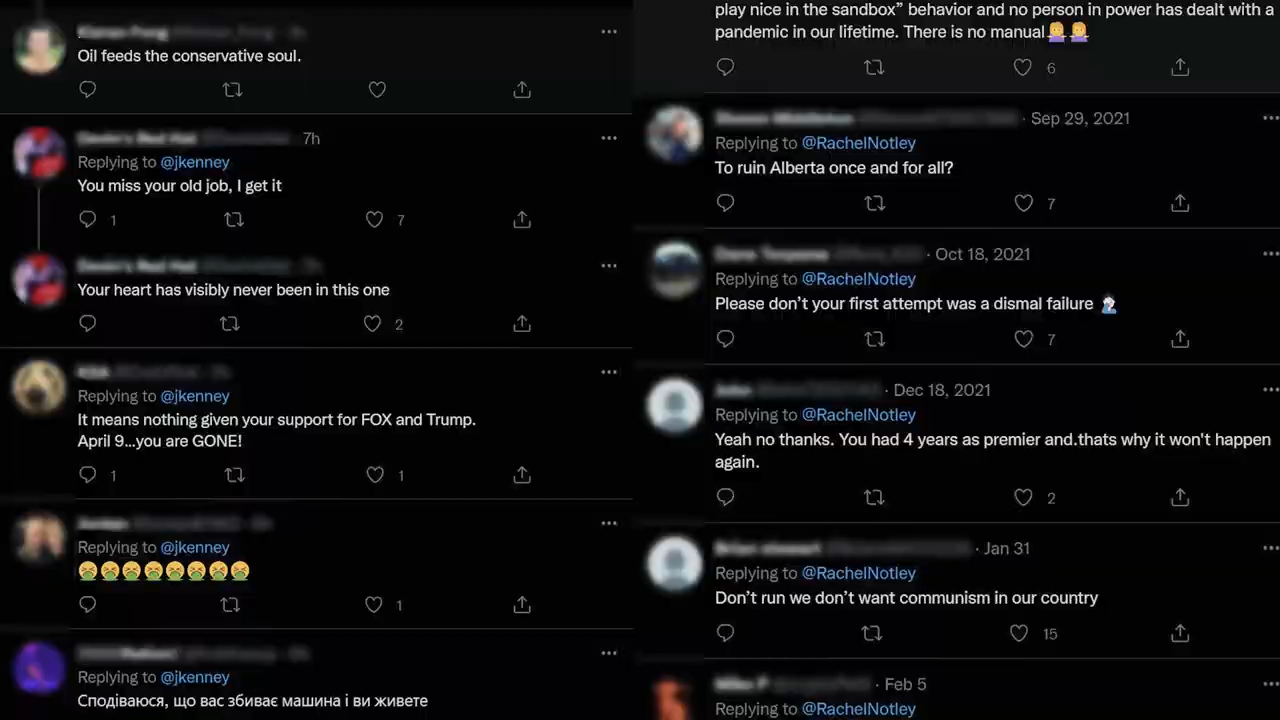 Oil feeds the conservative soul.
7h
Replying to @jkenney
You miss your old job, I get it
1
7
Your heart has visibly never been in this one
2
Replying to @jkenney
It means nothing given your support for FOX and Trump.
April 9...you are GONE!
1
1
Replying to @jkenney
🤮🤮🤮🤮🤮🤮🤮🤮
1
Replying to @jkenney
Сподіваюся, що вас збиває машина і ви живете
play nice in the sandbox” behavior and no person in power has dealt with a
pandemic in our lifetime. There is no manual🤷‍♀️🤷‍♀️
6
· Sep 29, 2021
Replying to @RachelNotley
To ruin Alberta once and for all?
7
· Oct 18, 2021
Replying to @RachelNotley
Please don’t your first attempt was a dismal failure
7
· Dec 18, 2021
Replying to @RachelNotley
Yeah no thanks. You had 4 years as premier and.thats why it won't happen
again.
2
· Jan 31
Replying to @RachelNotley
Don’t run we don’t want communism in our country
15
· Feb 5
Replying to @RachelNotley